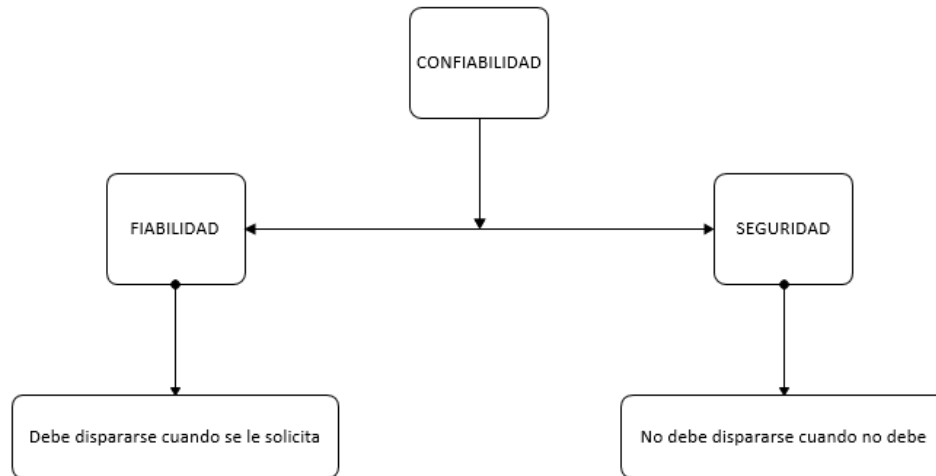 CONFIABILIDAD
FIABILIDAD
SEGURIDAD
Debe dispararse cuando se le solicita
No debe dispararse cuando no debe